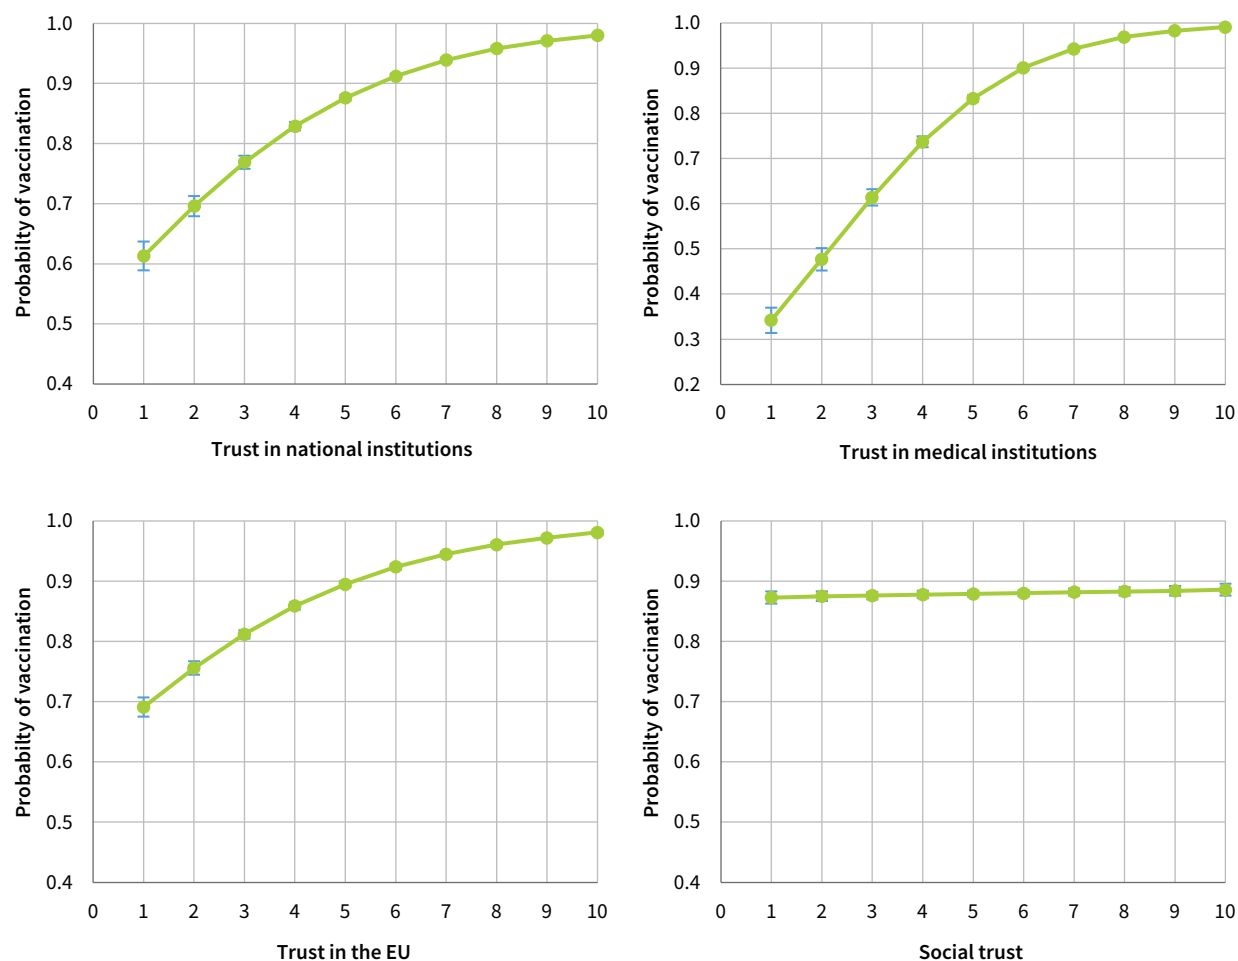 1.0
0.9
0.8
0.7
0.6
0.5
0.4
Probabilty of vaccination
0 1 2 3 4 5 6 7 8 9 10
Trust in national institutions
1.0
0.9
0.8
0.7
0.6
0.5
0.4
0.3
0.2
Probabilty of vaccination
0 1 2 3 4 5 6 7 8 9 10
Trust in medical institutions
1.0
0.9
0.8
0.7
0.6
0.5
0.4
Probabilty of vaccination
0 1 2 3 4 5 6 7 8 9 10
Trust in the EU
1.0
0.9
0.8
0.7
0.6
0.5
0.4
Probabilty of vaccination
0 1 2 3 4 5 6 7 8 9 10
Social trust